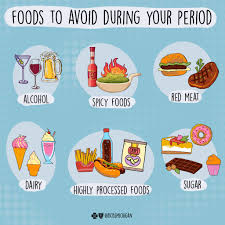 FOODS TO AVOID DURING YOUR PERIOD
ALCOHOL
SPICY FOODS
RED MEAT
DAIRY
HIGHLY PROCESSED FOODS
SUGAR